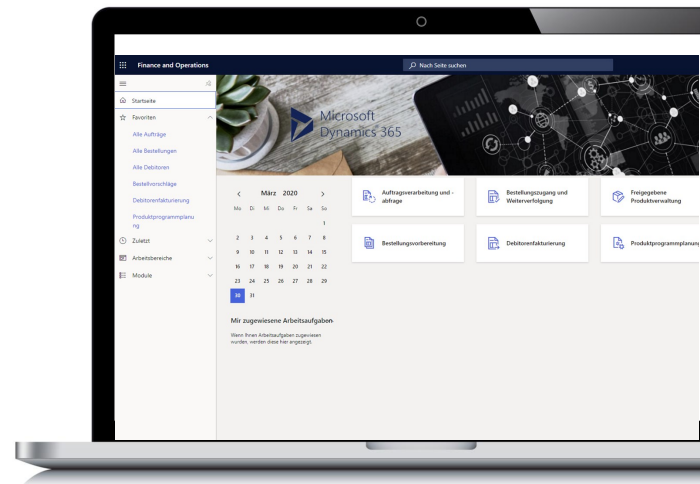 Finance and Operations
Nach Seite suchen
Startseite
Favoriten
Alle Aufträge
Alle Bestellungen
Alle Debitoren
Bestellvorschläge
Debitorenfakturierung
Produktprogrammplanu
ng
Zuletzt
Arbeitsbereiche
Module
Microsoft
Dynamics 365
März 2020
Mo Di Mi Do Fr Sa So
1
2 3 4 5 6 7 8
9 10 11 12 13 14 15
16 17 18 19 20 21 22
23 24 25 26 27 28 29
30 31
Mir zugewiesene Arbeitsaufgaben
Wenn Ihnen Arbeitsaufgaben zugewiesen
wurden, werden diese hier angezeigt.
Auftragsverarbeitung und -
abfrage
Bestellungszugang und
Weiterverfolgung
Freigegebene
Produktverwaltung
Bestellungsvorbereitung
Debitorenfakturierung
Produktprogrammplanung